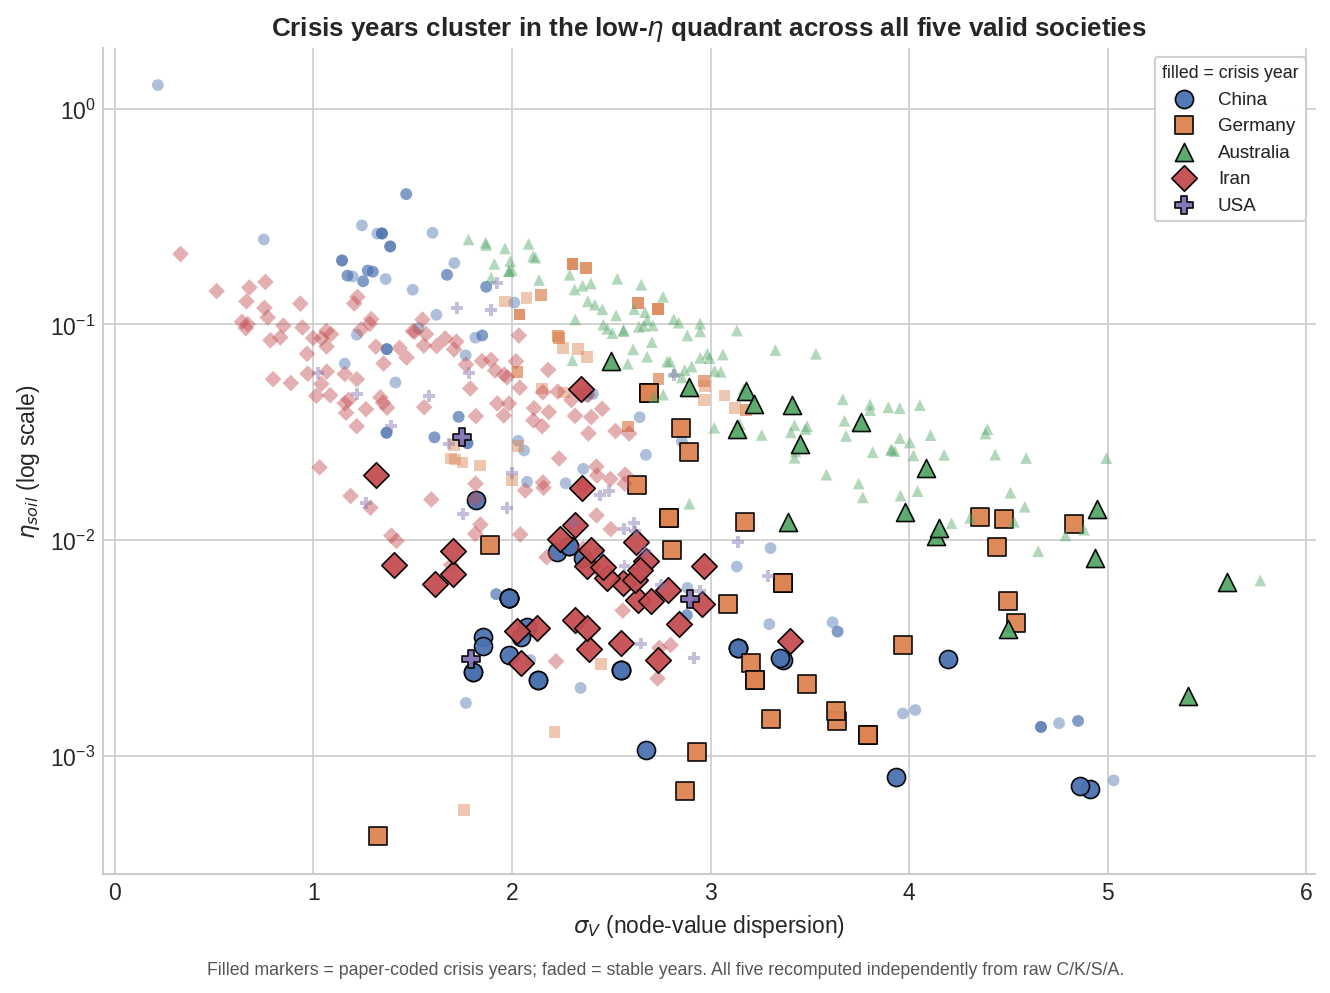 Crisis years cluster in the low-η quadrant across all five valid societies
filled = crisis year
China
Germany
Australia
Iran
USA
10⁰
10⁻¹
10⁻²
10⁻³
η_soil (log scale)
0 1 2 3 4 5 6
σ_V (node-value dispersion)
Filled markers = paper-coded crisis years; faded = stable years. All five recomputed independently from raw C/K/S/A.